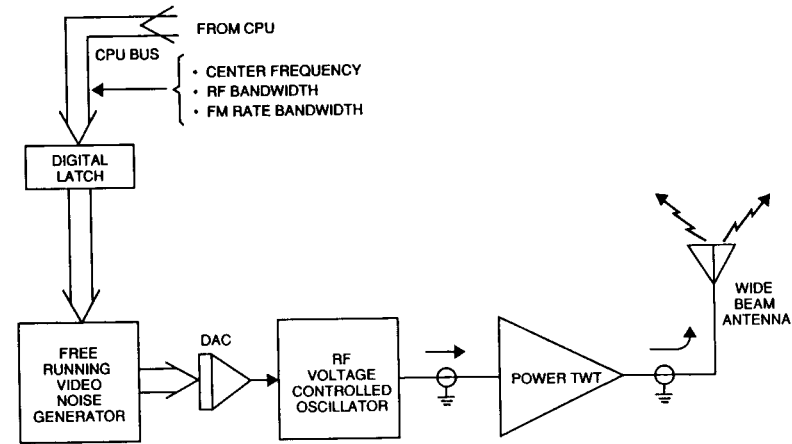 FROM CPU
CPU BUS
• CENTER FREQUENCY
• RF BANDWIDTH
• FM RATE BANDWIDTH
DIGITAL
LATCH
FREE
RUNNING
VIDEO
NOISE
GENERATOR
DAC
RF
VOLTAGE
CONTROLLED
OSCILLATOR
POWER TWT
WIDE
BEAM
ANTENNA